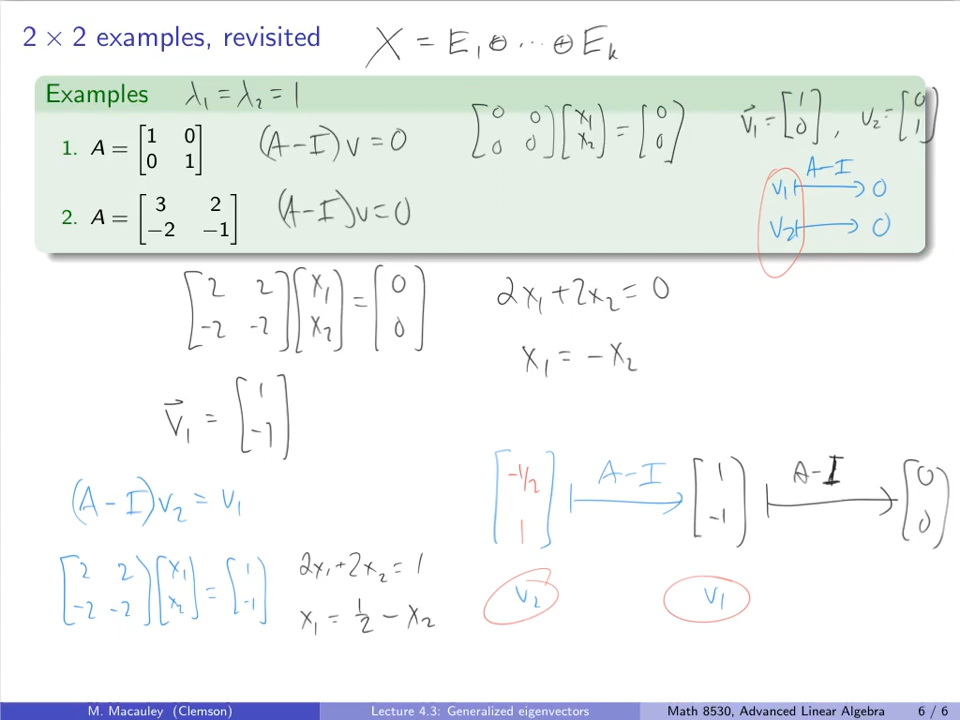 2 × 2 examples, revisited X = E₁ ⊕ ··· ⊕ Eₖ
Examples λ₁ = λ₂ = 1
1. A = [1 0; 0 1] (A−I)v = 0 [0 0; 0 0][x₁; x₂] = [0; 0] v⃗₁ = [1; 0], v₂ = [0; 1]
A−I
v₁ ↦ 0
v₂ ↦ 0
2. A = [3 2; −2 −1] (A−I)v = 0
[2 2; −2 −2][x₁; x₂] = [0; 0] 2x₁ + 2x₂ = 0
x₁ = −x₂
v⃗₁ = [1; −1]
[−1/2; 1] A−I ↦ [1; −1] A−I ↦ [0; 0]
(A − I)v₂ = v₁
v₂ v₁
[2 2; −2 −2][x₁; x₂] = [1; −1] 2x₁ + 2x₂ = 1
x₁ = 1/2 − x₂
M. Macauley (Clemson) Lecture 4.3: Generalized eigenvectors Math 8530, Advanced Linear Algebra 6 / 6